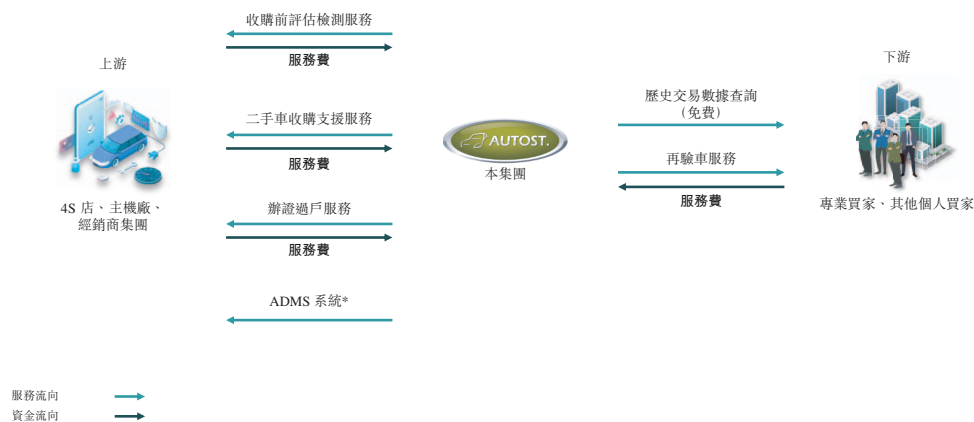 收購前評估檢測服務
服務費
上游
下游
二手車收購支援服務
服務費
歷史交易數據查詢
(免費)
AUTOST.
本集團
再驗車服務
服務費
4S 店、主機廠、
經銷商集團
專業買家、其他個人買家
辦證過戶服務
服務費
ADMS 系統*
服務流向
資金流向